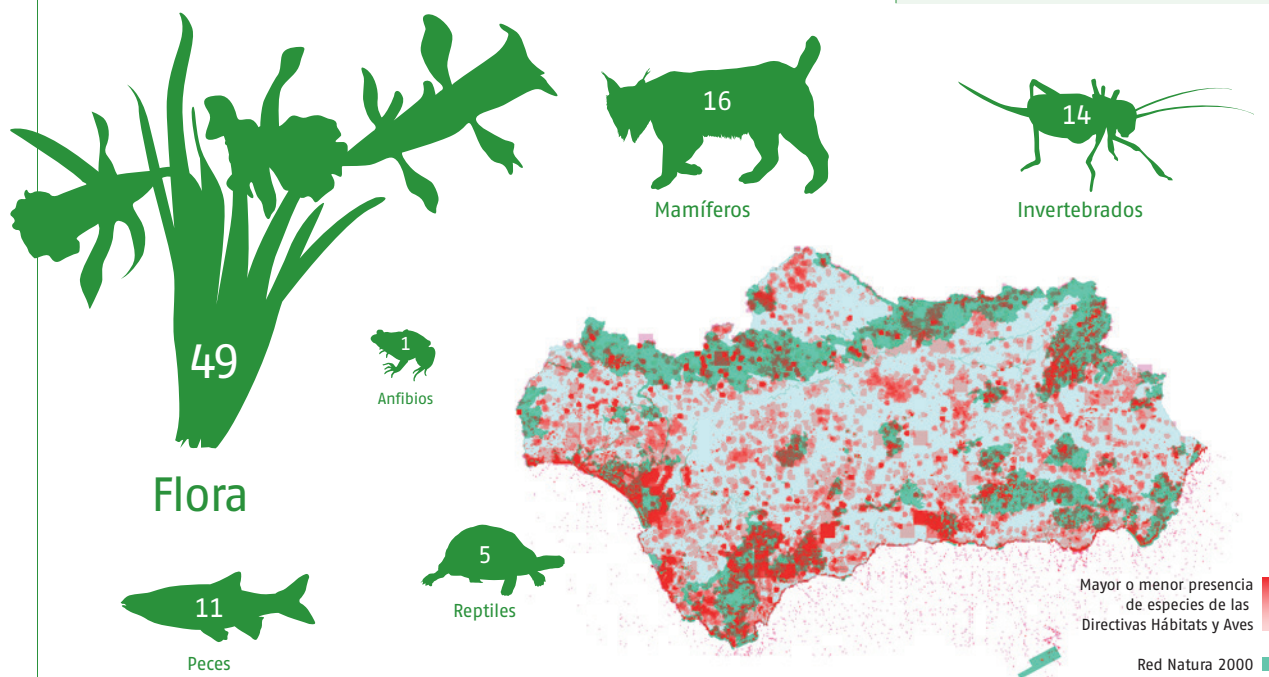 16
14
Mamíferos
Invertebrados
49
1
Anfibios
Flora
5
Reptiles
11
Peces
Mayor o menor presencia
de especies de las
Directivas Hábitats y Aves
Red Natura 2000